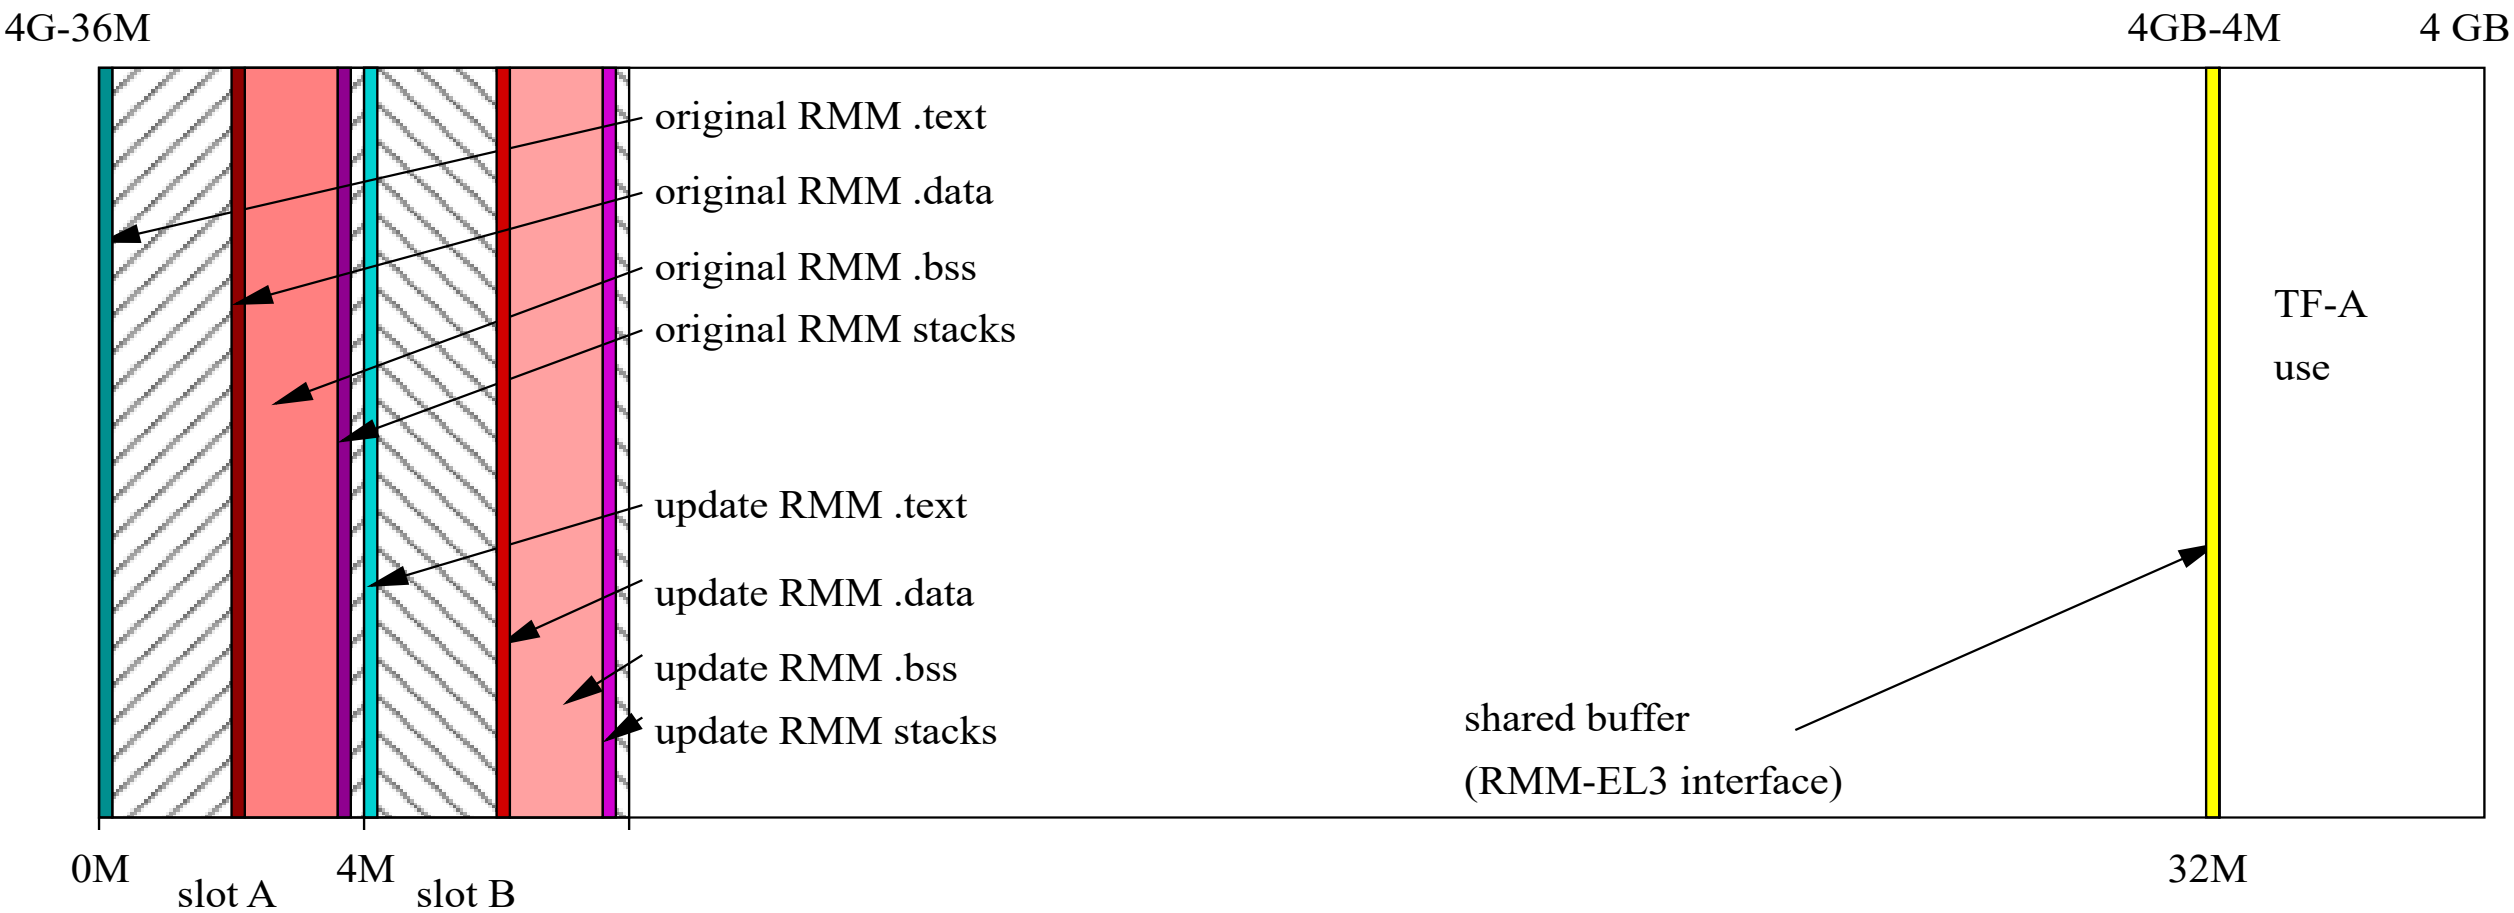 4G-36M
4GB-4M
4 GB
original RMM .text
original RMM .data
original RMM .bss
original RMM stacks
TF-A
use
update RMM .text
update RMM .data
update RMM .bss
update RMM stacks
shared buffer
(RMM-EL3 interface)
0M
4M
32M
slot A
slot B